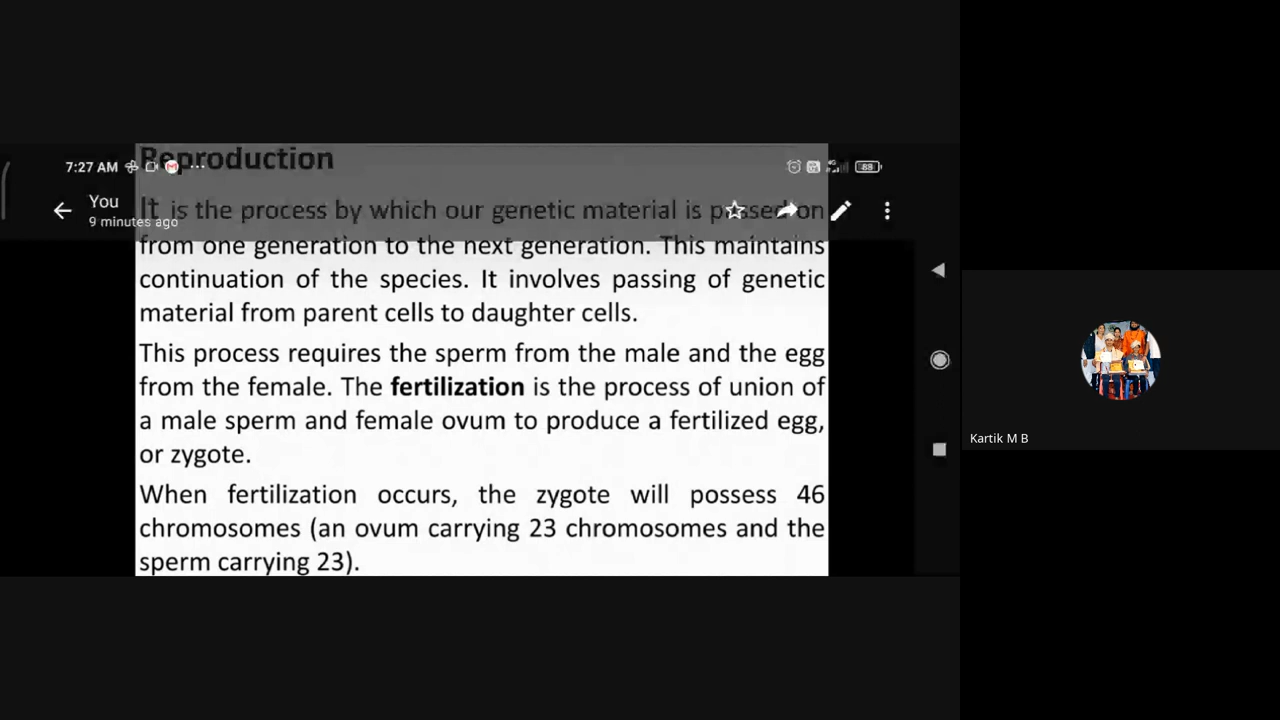 Reproduction
7:27 AM
88
You
9 minutes ago
It is the process by which our genetic material is passed on
from one generation to the next generation. This maintains
continuation of the species. It involves passing of genetic
material from parent cells to daughter cells.
This process requires the sperm from the male and the egg
from the female. The fertilization is the process of union of
a male sperm and female ovum to produce a fertilized egg,
or zygote.
When fertilization occurs, the zygote will possess 46
chromosomes (an ovum carrying 23 chromosomes and the
sperm carrying 23).
Kartik M B